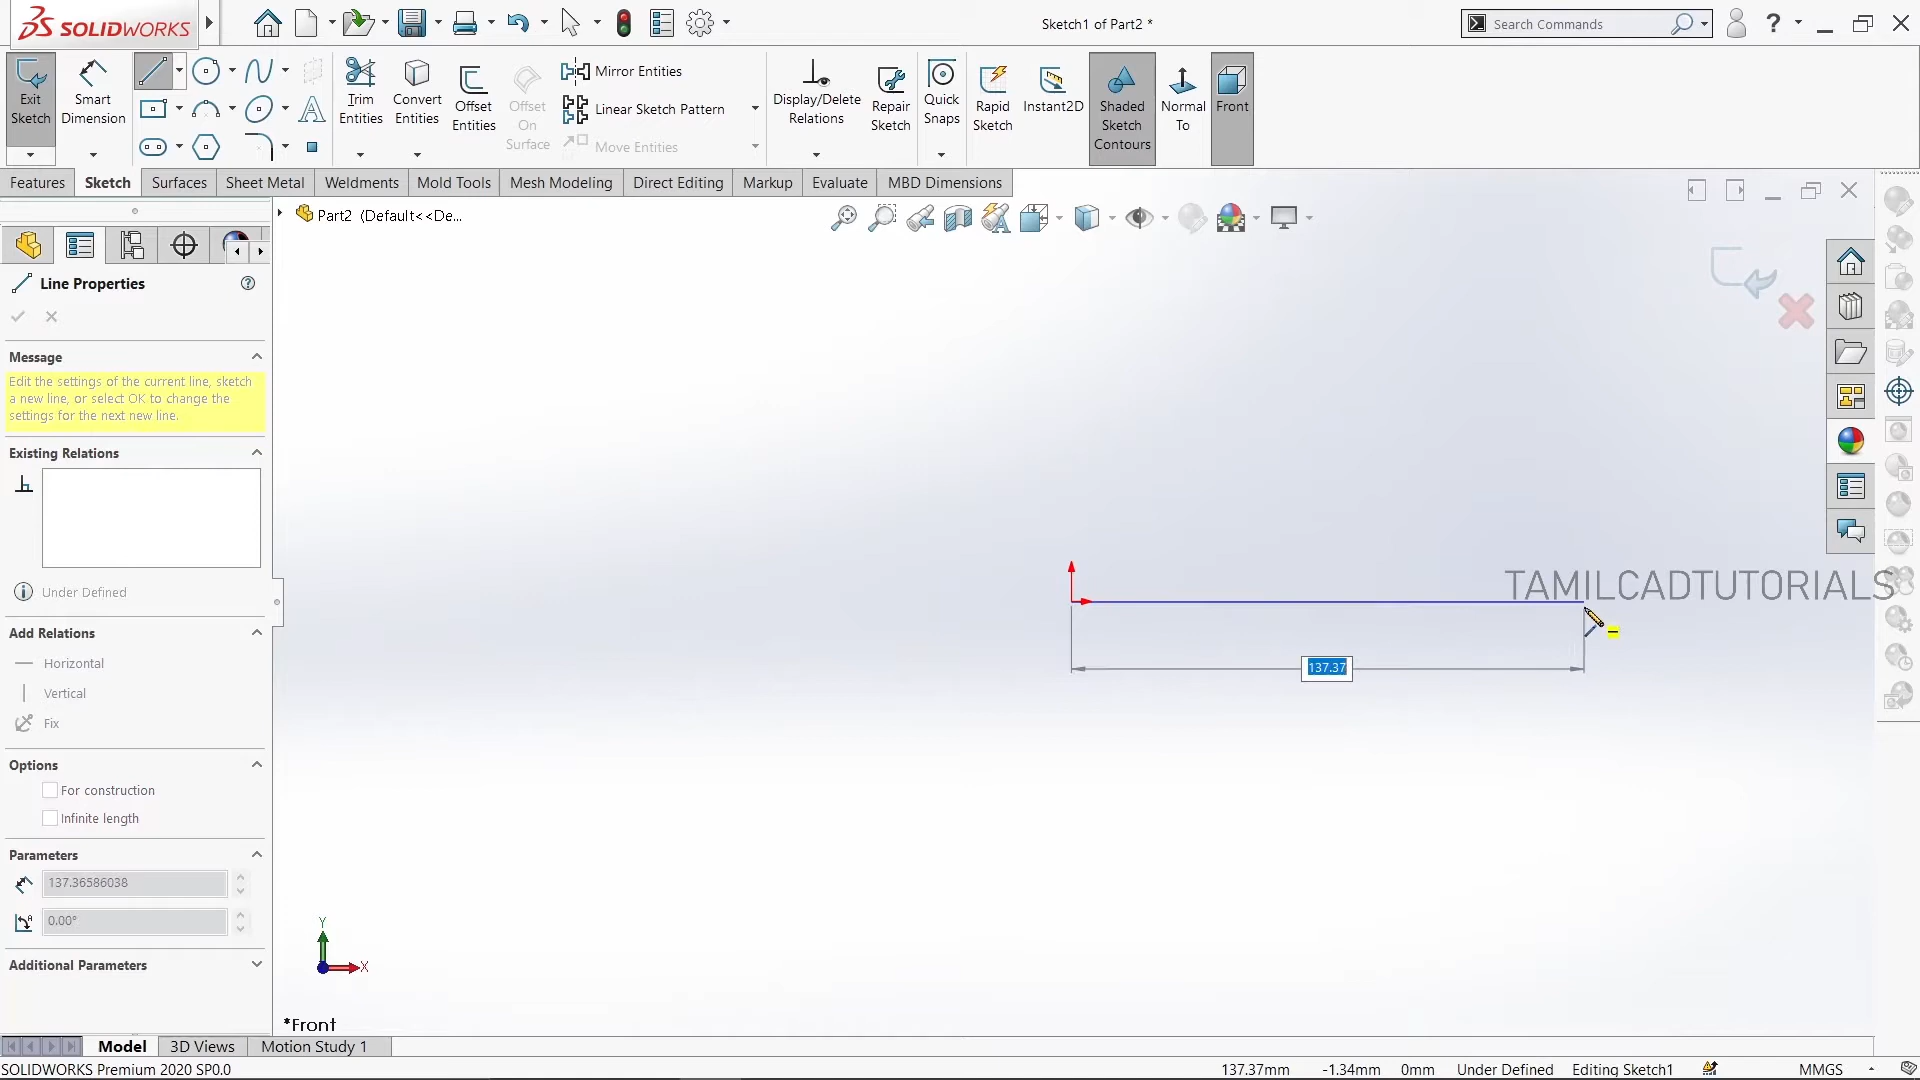 SOLIDWORKS
Sketch1 of Part2 *
Search Commands
Exit Sketch
Smart Dimension
Trim Entities
Convert Entities
Offset Entities
Offset On Surface
Mirror Entities
Linear Sketch Pattern
Move Entities
Display/Delete Relations
Repair Sketch
Quick Snaps
Rapid Sketch
Instant2D
Shaded Sketch Contours
Normal To
Front
Features
Sketch
Surfaces
Sheet Metal
Weldments
Mold Tools
Mesh Modeling
Direct Editing
Markup
Evaluate
MBD Dimensions
Part2 (Default<<De...
Line Properties
Message
Edit the settings of the current line, sketch
a new line, or select OK to change the
settings for the next new line.
Existing Relations
Under Defined
Add Relations
Horizontal
Vertical
Fix
Options
For construction
Infinite length
Parameters
137.36586038
0.00°
Additional Parameters
TAMILCADTUTORIALS
137.37
Y
X
*Front
Model
3D Views
Motion Study 1
SOLIDWORKS Premium 2020 SP0.0
137.37mm
-1.34mm
0mm
Under Defined
Editing Sketch1
MMGS